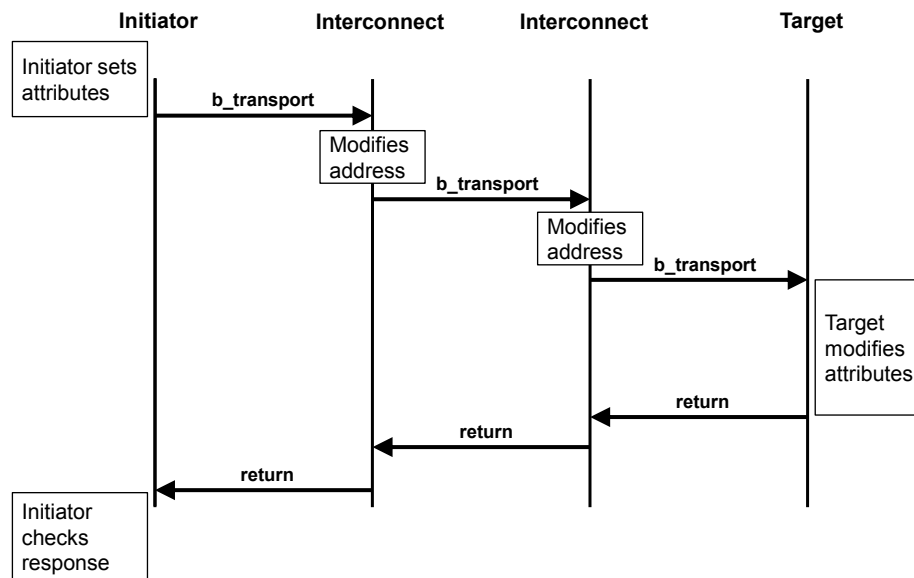 Initiator Interconnect Interconnect Target
Initiator sets
attributes
b_transport
Modifies
address
b_transport
Modifies
address
b_transport
Target
modifies
attributes
return
return
return
Initiator
checks
response